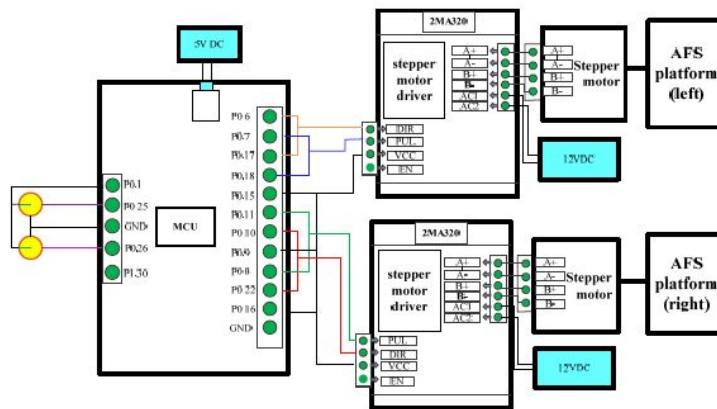 5V DC
MCU
P0.1
P0.25
GND
P0.26
P1.30
P0.6
P0.7
P0.17
P0.18
P0.15
P0.11
P0.10
P0.9
P0.8
P0.22
P0.16
GND
2MA320
stepper
motor
driver
A+
A-
B+
B-
AC1
AC2
DIR
PUL
VCC
EN
A+
A-
B+
B-
Stepper
motor
AFS
platform
(left)
12VDC
2MA320
stepper
motor
driver
A+
A-
B+
B-
AC1
AC2
PUL
DIR
VCC
EN
A+
A-
B+
B-
Stepper
motor
AFS
platform
(right)
12VDC